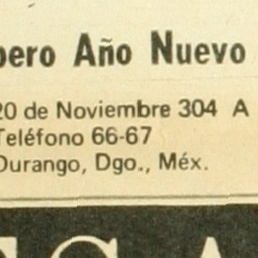 pero Año Nuevo
20 de Noviembre 304 A
Teléfono 66-67
Durango, Dgo., Méx.